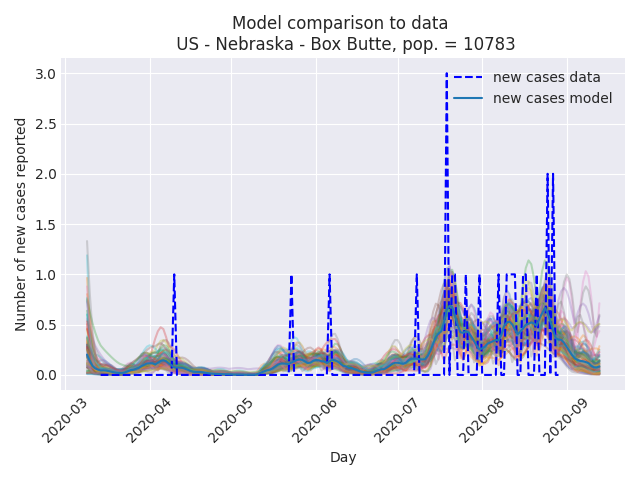 Model comparison to data
US - Nebraska - Box Butte, pop. = 10783
new cases data
new cases model
Number of new cases reported
3.0
2.5
2.0
1.5
1.0
0.5
0.0
2020-03
2020-04
2020-05
2020-06
2020-07
2020-08
2020-09
Day